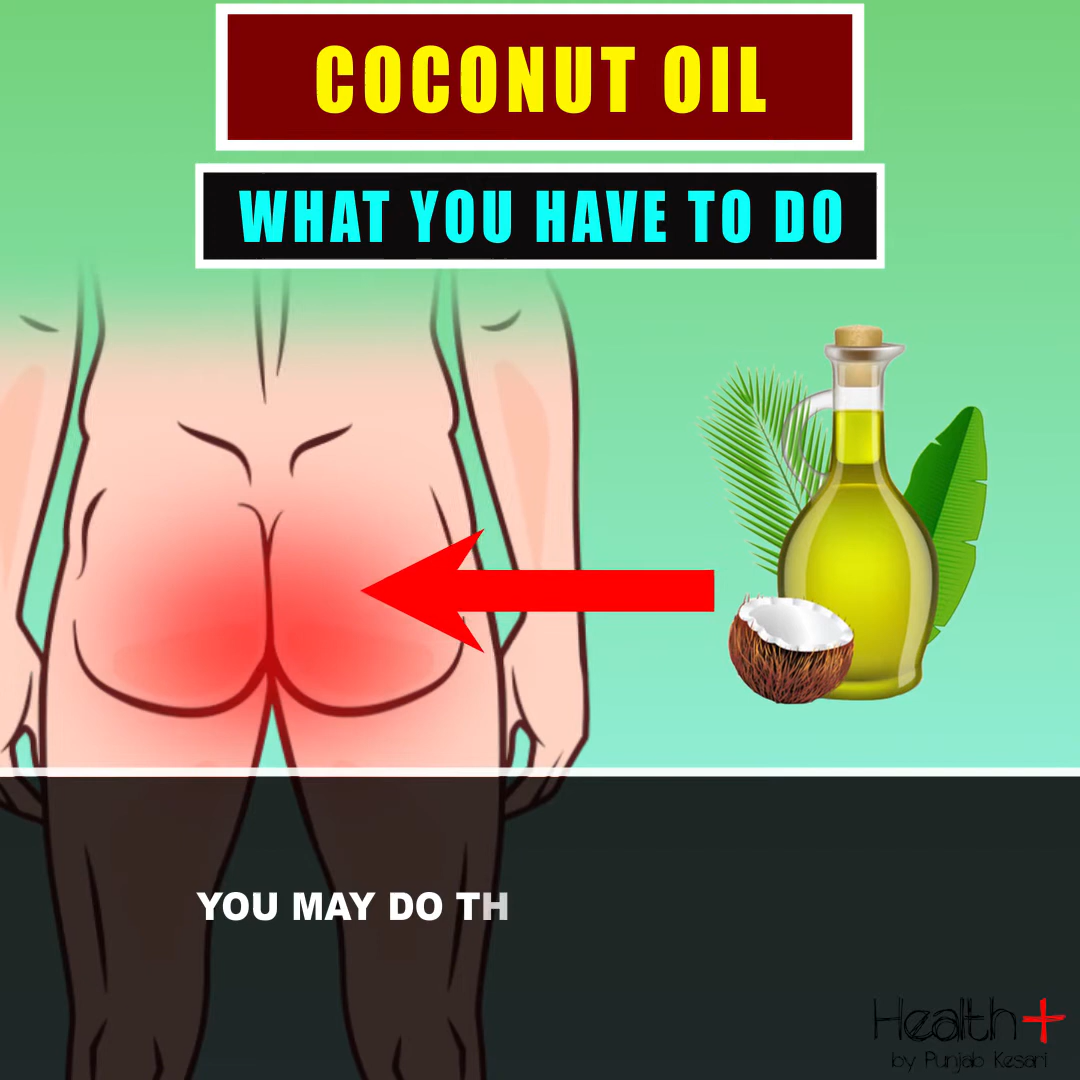 COCONUT OIL
WHAT YOU HAVE TO DO
YOU MAY DO TH
Health+
by Punjab Kesari